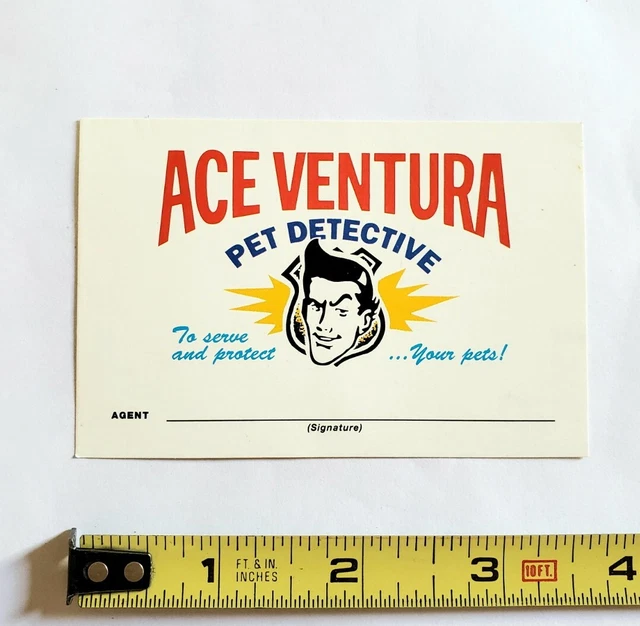 ACE VENTURA
PET DETECTIVE
To serve
and protect
...Your pets!
AGENT
(Signature)
1 FT. & IN. INCHES 2 3 10FT. 4